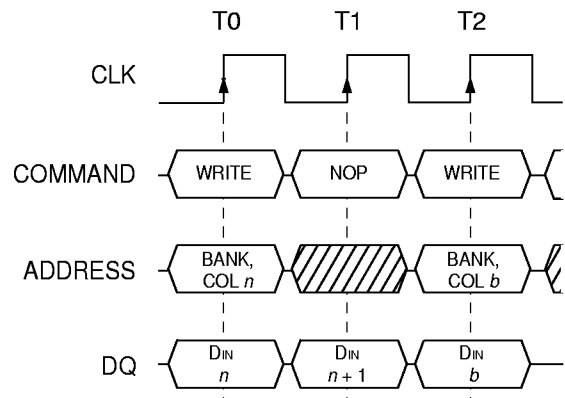 T0 T1 T2
CLK
COMMAND WRITE NOP WRITE
ADDRESS BANK, COL n BANK, COL b
DQ DIN n DIN n + 1 DIN b